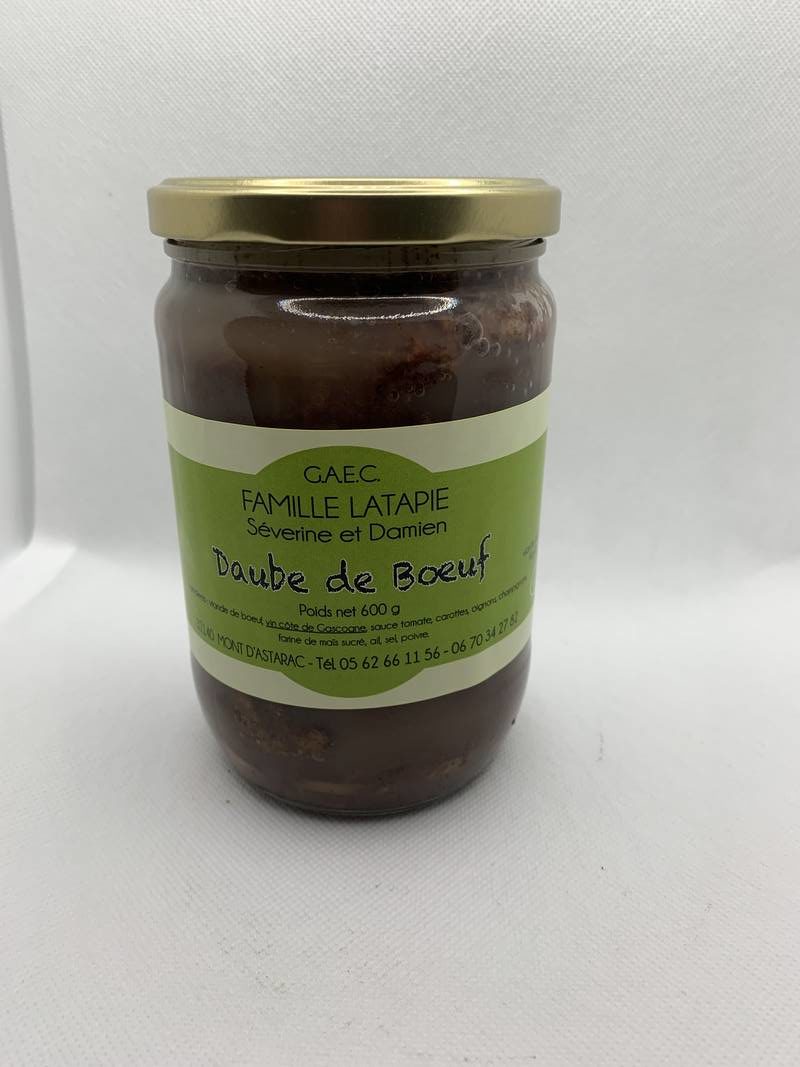 G.A.E.C.
FAMILLE LATAPIE
Séverine et Damien
Daube de Boeuf
Poids net 600 g
viande de boeuf, vin côte de Gascogne, sauce tomate, carottes, oignons, champignons,
farine de maïs sucré, ail, sel, poivre.
MONT D'ASTARAC - Tél. 05 62 66 11 56 - 06 70 34 27 82